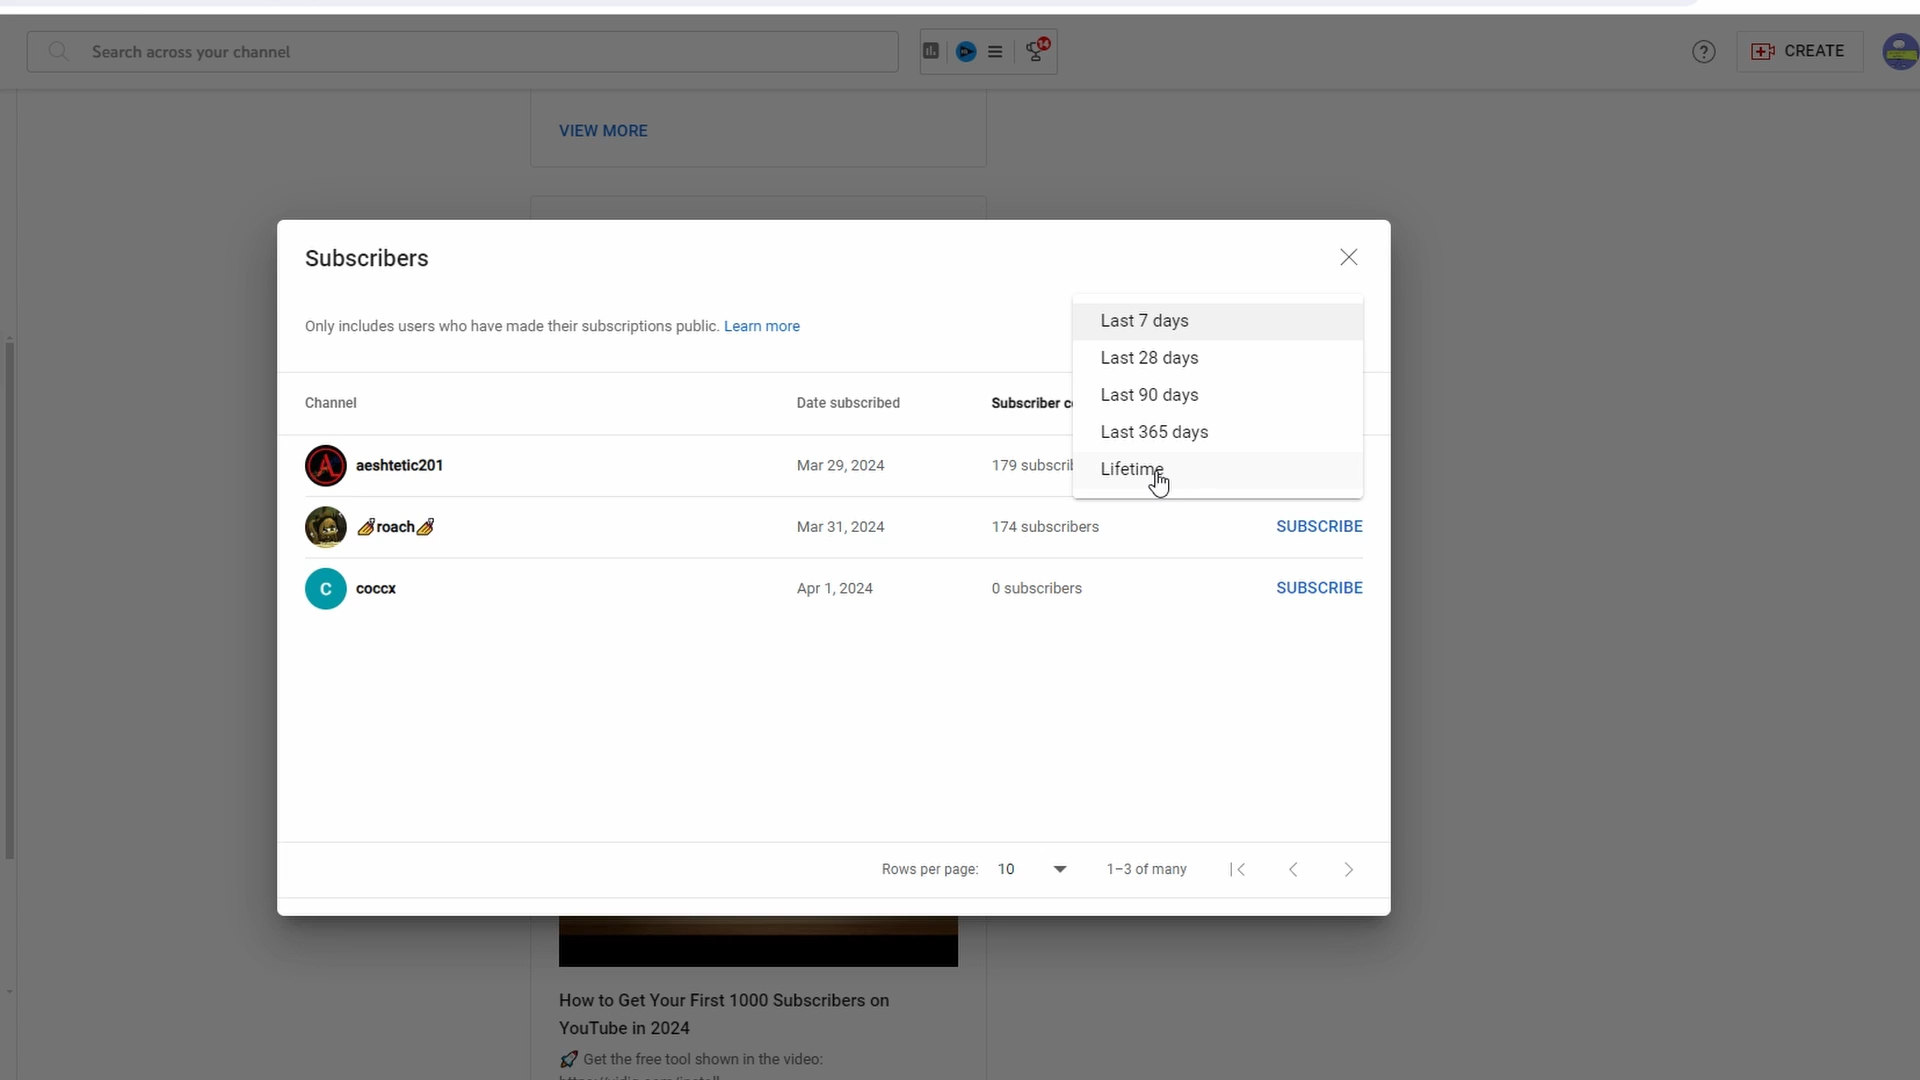 Search across your channel
14
CREATE
VIEW MORE
Subscribers
Only includes users who have made their subscriptions public. Learn more
Last 7 days
Last 28 days
Last 90 days
Last 365 days
Lifetime
Channel Date subscribed Subscriber
A aeshtetic201 Mar 29, 2024 179
💅roach💅 Mar 31, 2024 174 subscribers SUBSCRIBE
C coccx Apr 1, 2024 0 subscribers SUBSCRIBE
Rows per page: 10 1–3 of many
How to Get Your First 1000 Subscribers on
YouTube in 2024
🚀 Get the free tool shown in the video: